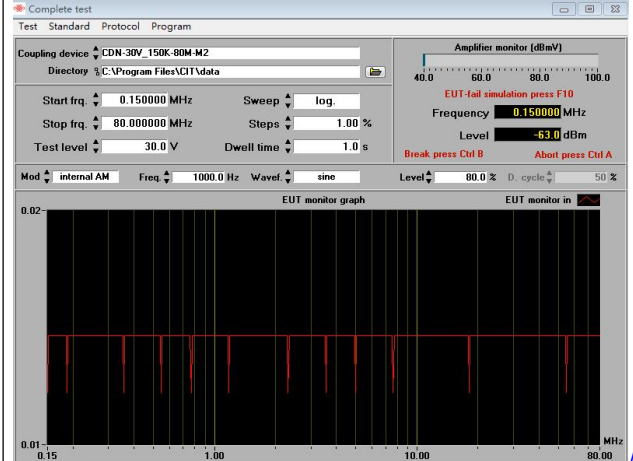 Complete test
Test Standard Protocol Program
Coupling device CDN-30V_150K-80M-M2
Directory C:\Program Files\CIT\data
Amplifier monitor (dBmV)
40.0 60.0 80.0 100.0
EUT-fail simulation press F10
Frequency 0.150000 MHz
Level -63.0 dBm
Break press Ctrl B Abort press Ctrl A
Start frq. 0.150000 MHz Sweep log.
Stop frq. 80.000000 MHz Steps 1.00 %
Test level 30.0 V Dwell time 1.0 s
Mod internal AM Freq. 1000.0 Hz Wavef. sine Level 80.0 % D. cycle 50 %
EUT monitor graph EUT monitor in
0.02
0.01
0.15 1.00 10.00 80.00
MHz